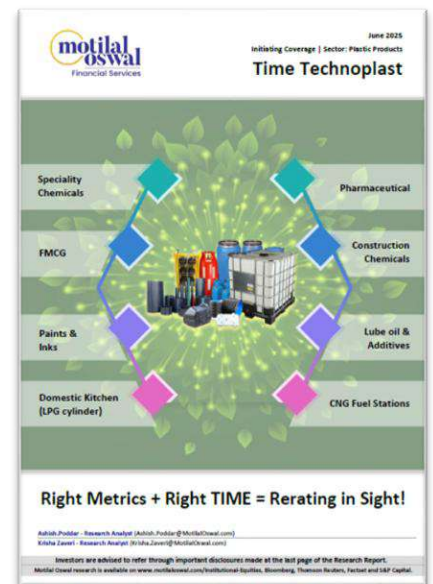 motilal
oswal
Financial Services
June 2025
Initiating Coverage | Sector: Plastic Products
Time Technoplast
Speciality
Chemicals
Pharmaceutical
FMCG
Construction
Chemicals
Paints &
Inks
Lube oil &
Additives
Domestic Kitchen
(LPG cylinder)
CNG Fuel Stations
Right Metrics + Right TIME = Rerating in Sight!
Ashish.Poddar - Research Analyst (Ashish.Poddar@MotilalOswal.com)
Krisha Zaveri - Research Analyst (Krisha.Zaveri@MotilalOswal.com)
Investors are advised to refer through important disclosures made at the last page of the Research Report.
Motilal Oswal research is available on www.motilaloswal.com/Institutional-Equities, Bloomberg, Thomson Reuters, Factset and S&P Capital.